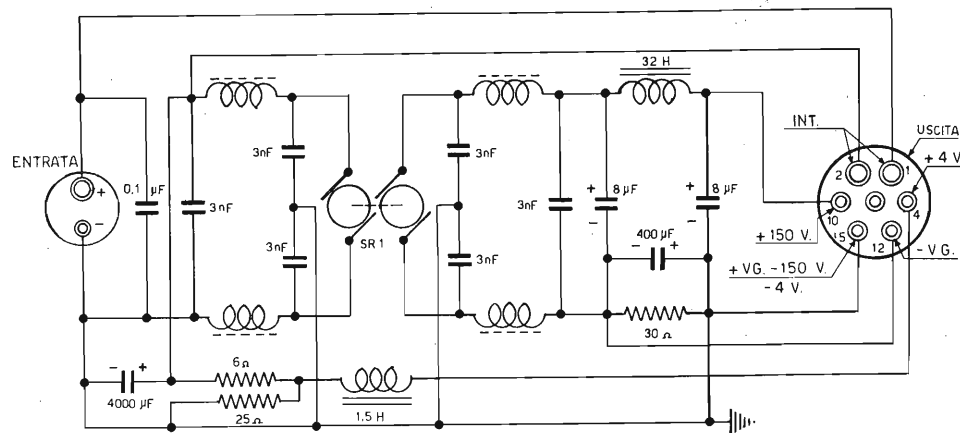 32 H
INT.
USCITA
+ 4 V.
ENTRATA
+
-
0.1 µF
3nF
3nF
3nF
SR 1
3nF
3nF
3nF
+
8 µF
-
+
8 µF
-
400 µF
-
+
30 Ω
2
1
10
4
15
12
+ 150 V.
- VG.
+ VG. -150 V.
- 4 V.
-
+
4000 µF
6 Ω
25 Ω
1.5 H